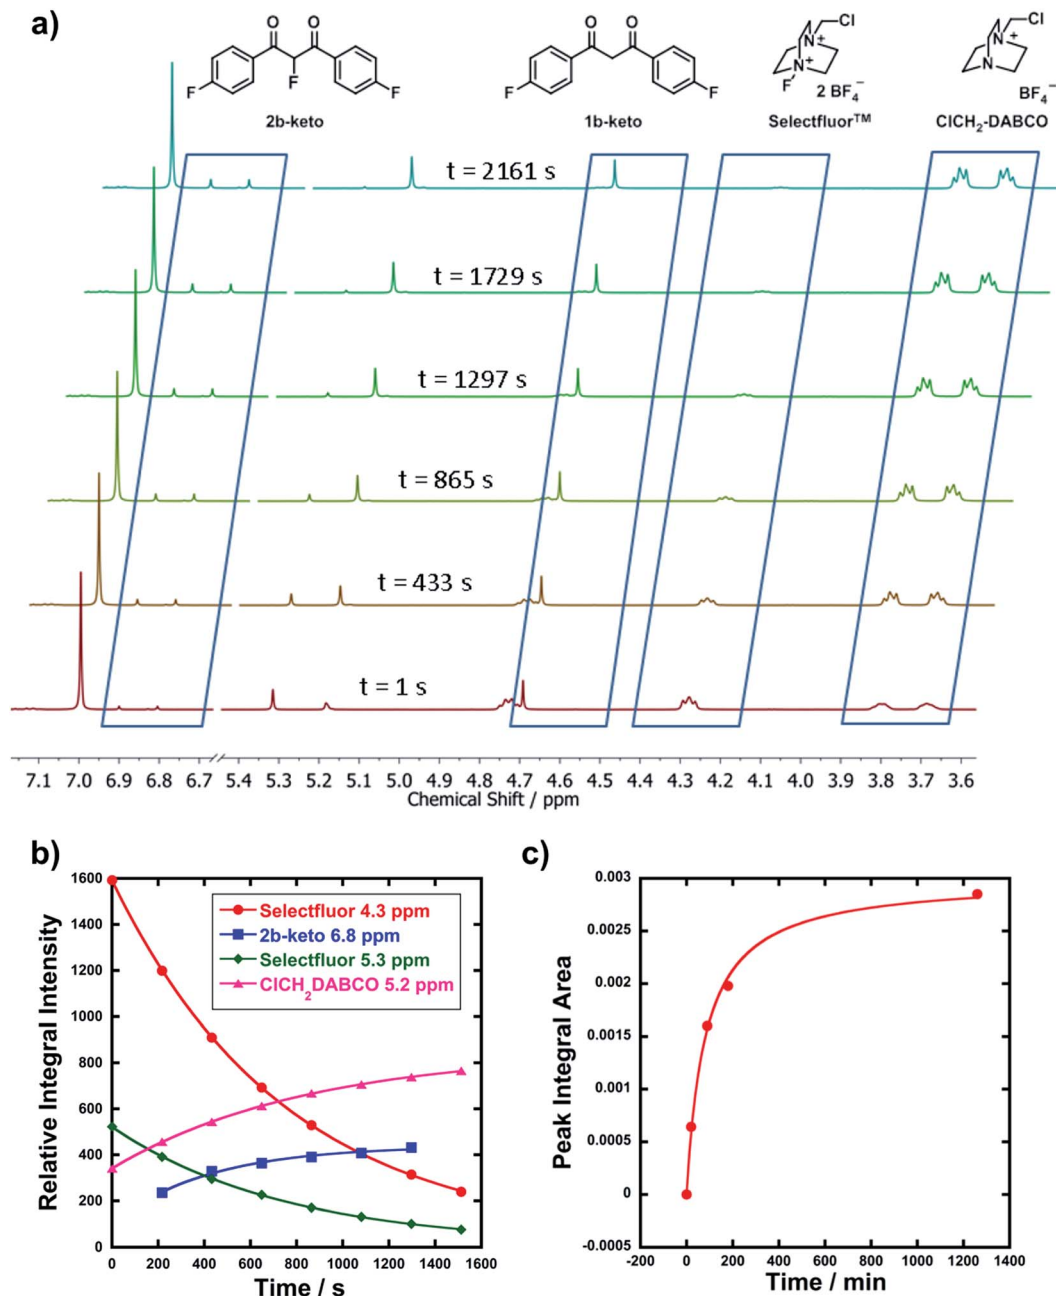 a)
O O
F F F
2b-keto
O O
F F
1b-keto
Cl
N+
N+
F 2 BF4−
Selectfluor™
Cl
N+
N
BF4−
ClCH2-DABCO
t = 2161 s
t = 1729 s
t = 1297 s
t = 865 s
t = 433 s
t = 1 s
7.1 7.0 6.9 6.8 6.7 5.4 5.3 5.2 5.1 5.0 4.9 4.8 4.7 4.6 4.5 4.4 4.3 4.2 4.1 4.0 3.9 3.8 3.7 3.6
Chemical Shift / ppm
b)
Relative Integral Intensity
1600
1400
1200
1000
800
600
400
200
0
Selectfluor 4.3 ppm
2b-keto 6.8 ppm
Selectfluor 5.3 ppm
ClCH2DABCO 5.2 ppm
0 200 400 600 800 1000 1200 1400 1600
Time / s
c)
Peak Integral Area
0.003
0.0025
0.002
0.0015
0.001
0.0005
0
-0.0005
-200 0 200 400 600 800 1000 1200 1400
Time / min